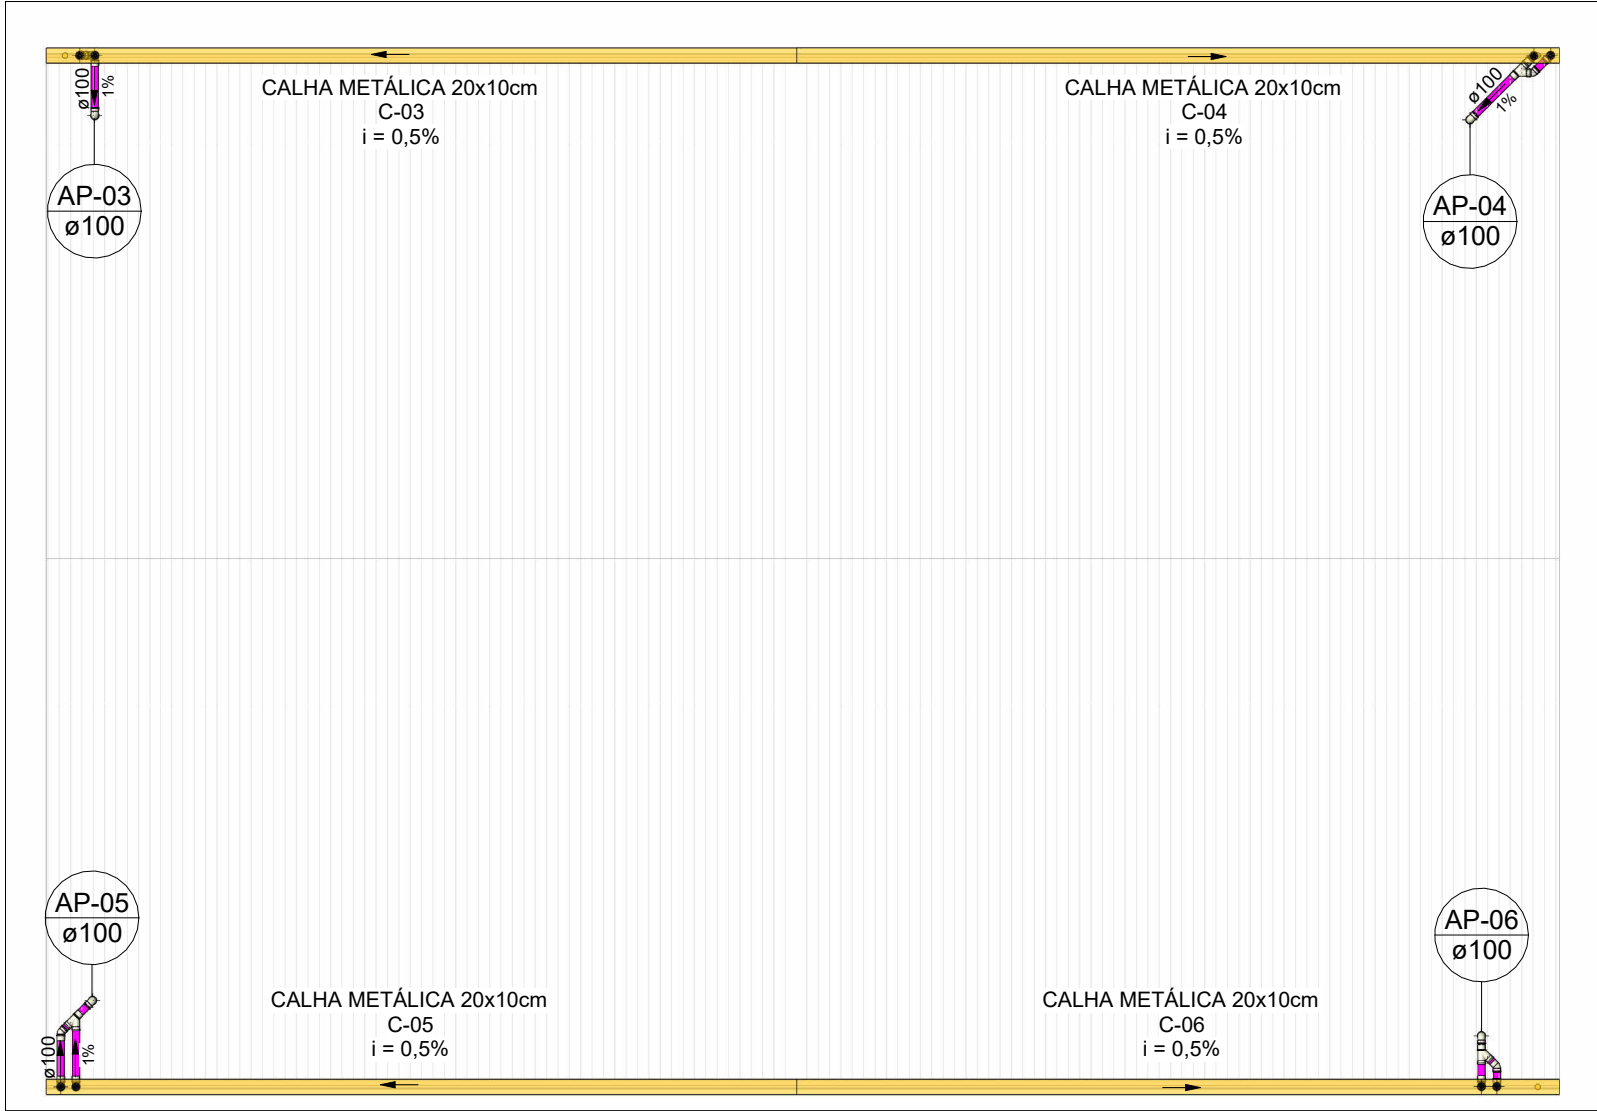 CALHA METÁLICA 20x10cm
C-03
i = 0,5%
CALHA METÁLICA 20x10cm
C-04
i = 0,5%
ø100
1%
ø100
1%
AP-03
ø100
AP-04
ø100
AP-05
ø100
AP-06
ø100
CALHA METÁLICA 20x10cm
C-05
i = 0,5%
CALHA METÁLICA 20x10cm
C-06
i = 0,5%
ø100
1%